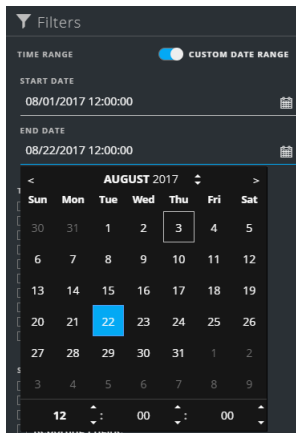 Filters
TIME RANGE CUSTOM DATE RANGE
START DATE
08/01/2017 12:00:00
END DATE
08/22/2017 12:00:00
< AUGUST 2017 >
Sun Mon Tue Wed Thu Fri Sat
30 31 1 2 3 4 5
6 7 8 9 10 11 12
13 14 15 16 17 18 19
20 21 22 23 24 25 26
27 28 29 30 31 1 2
3 4 5 6 7 8 9
12 : 00 : 00